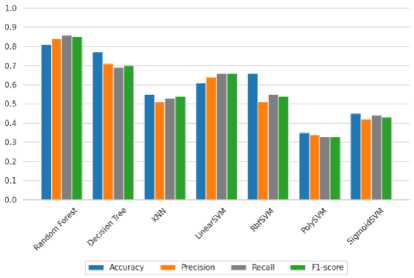 1.0
0.9
0.8
0.7
0.6
0.5
0.4
0.3
0.2
0.1
0.0
Random Forest
Decision Tree
KNN
LinearSVM
PolySVM
SigmoidSVM
Accuracy Precision Recall F1-score